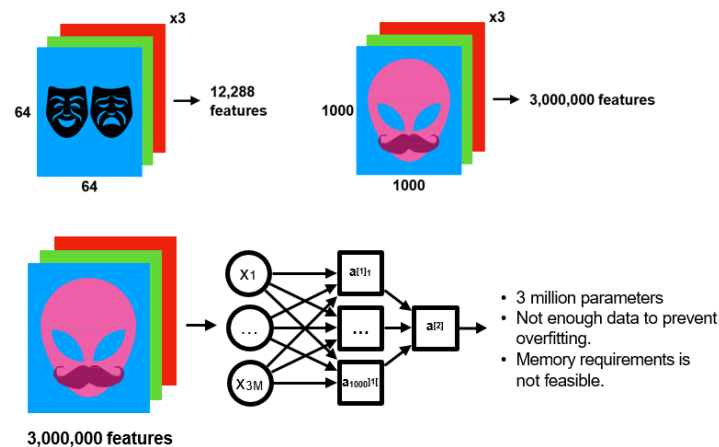 x3
64
12,288
features
64
x3
1000
3,000,000 features
1000
X1
...
X3M
a[1]1
...
a1000]1[
a[2]
• 3 million parameters
• Not enough data to prevent
overfitting.
• Memory requirements is
not feasible.
3,000,000 features